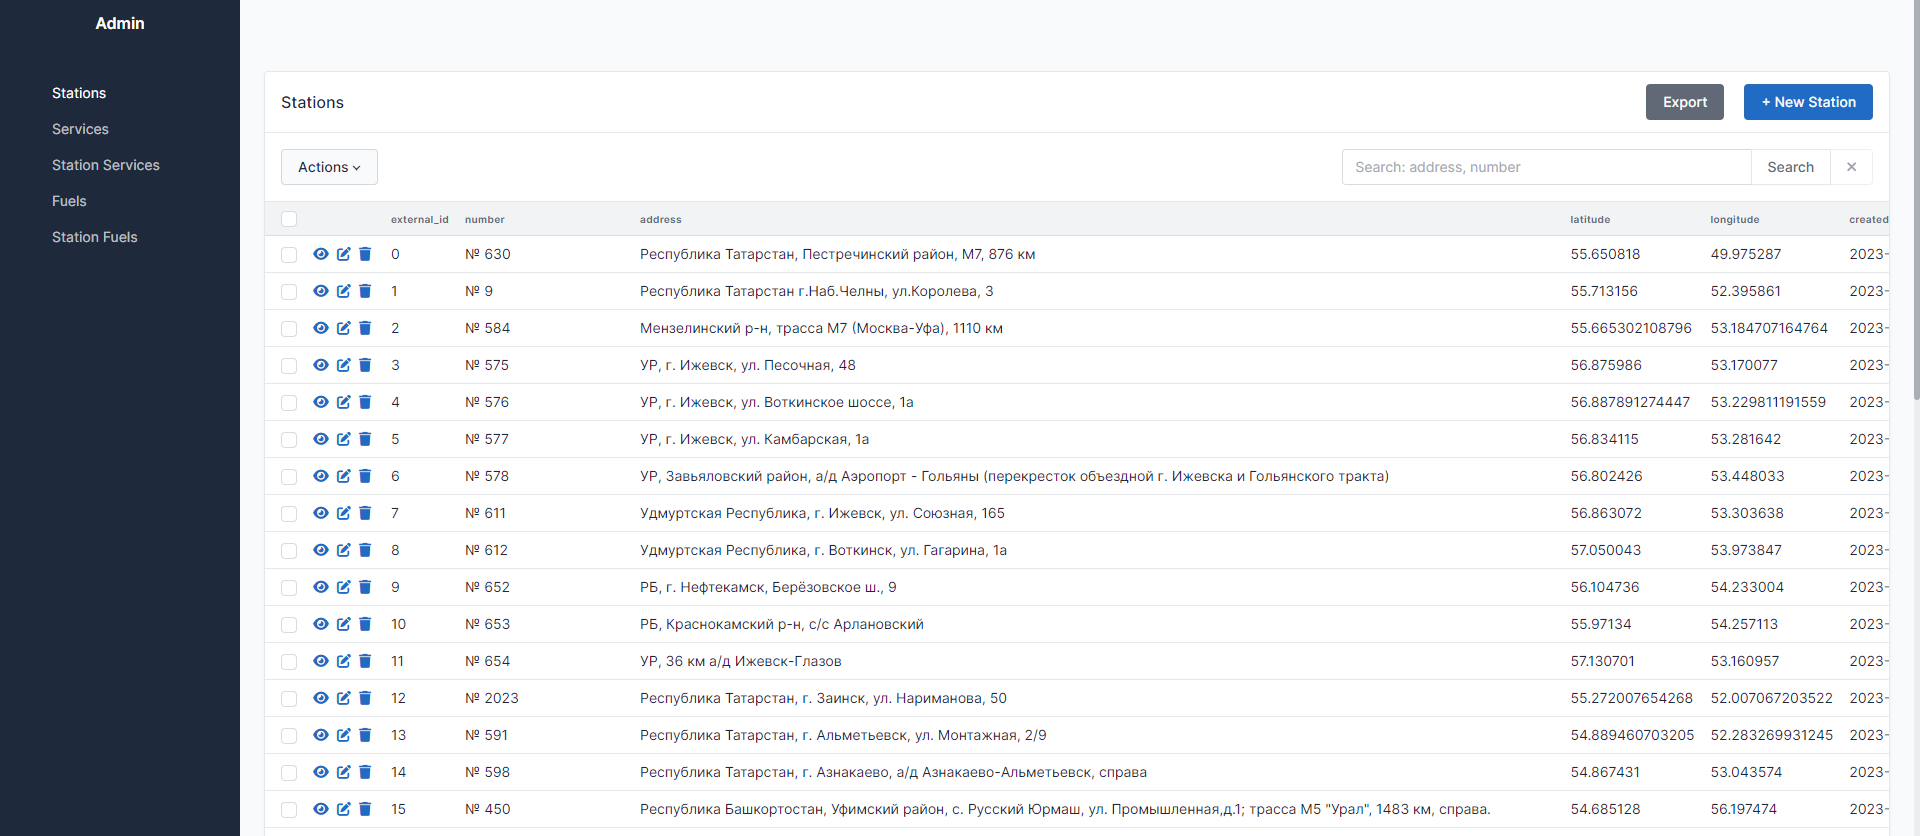 Admin
Stations
Services
Station Services
Fuels
Station Fuels
Stations Export + New Station
Actions Search: address, number Search ×
external_id number address latitude longitude created
0 № 630 Республика Татарстан, Пестречинский район, М7, 876 км 55.650818 49.975287 2023-
1 № 9 Республика Татарстан г.Наб.Челны, ул.Королева, 3 55.713156 52.395861 2023-
2 № 584 Мензелинский р-н, трасса М7 (Москва-Уфа), 1110 км 55.665302108796 53.184707164764 2023-
3 № 575 УР, г. Ижевск, ул. Песочная, 48 56.875986 53.170077 2023-
4 № 576 УР, г. Ижевск, ул. Воткинское шоссе, 1а 56.887891274447 53.229811191559 2023-
5 № 577 УР, г. Ижевск, ул. Камбарская, 1а 56.834115 53.281642 2023-
6 № 578 УР, Завьяловский район, а/д Аэропорт - Гольяны (перекресток объездной г. Ижевска и Гольянского тракта) 56.802426 53.448033 2023-
7 № 611 Удмуртская Республика, г. Ижевск, ул. Союзная, 165 56.863072 53.303638 2023-
8 № 612 Удмуртская Республика, г. Воткинск, ул. Гагарина, 1а 57.050043 53.973847 2023-
9 № 652 РБ, г. Нефтекамск, Берёзовское ш., 9 56.104736 54.233004 2023-
10 № 653 РБ, Краснокамский р-н, с/с Арлановский 55.97134 54.257113 2023-
11 № 654 УР, 36 км а/д Ижевск-Глазов 57.130701 53.160957 2023-
12 № 2023 Республика Татарстан, г. Заинск, ул. Нариманова, 50 55.272007654268 52.007067203522 2023-
13 № 591 Республика Татарстан, г. Альметьевск, ул. Монтажная, 2/9 54.889460703205 52.283269931245 2023-
14 № 598 Республика Татарстан, г. Азнакаево, а/д Азнакаево-Альметьевск, справа 54.867431 53.043574 2023-
15 № 450 Республика Башкортостан, Уфимский район, с. Русский Юрмаш, ул. Промышленная,д.1; трасса М5 "Урал", 1483 км, справа. 54.685128 56.197474 2023-